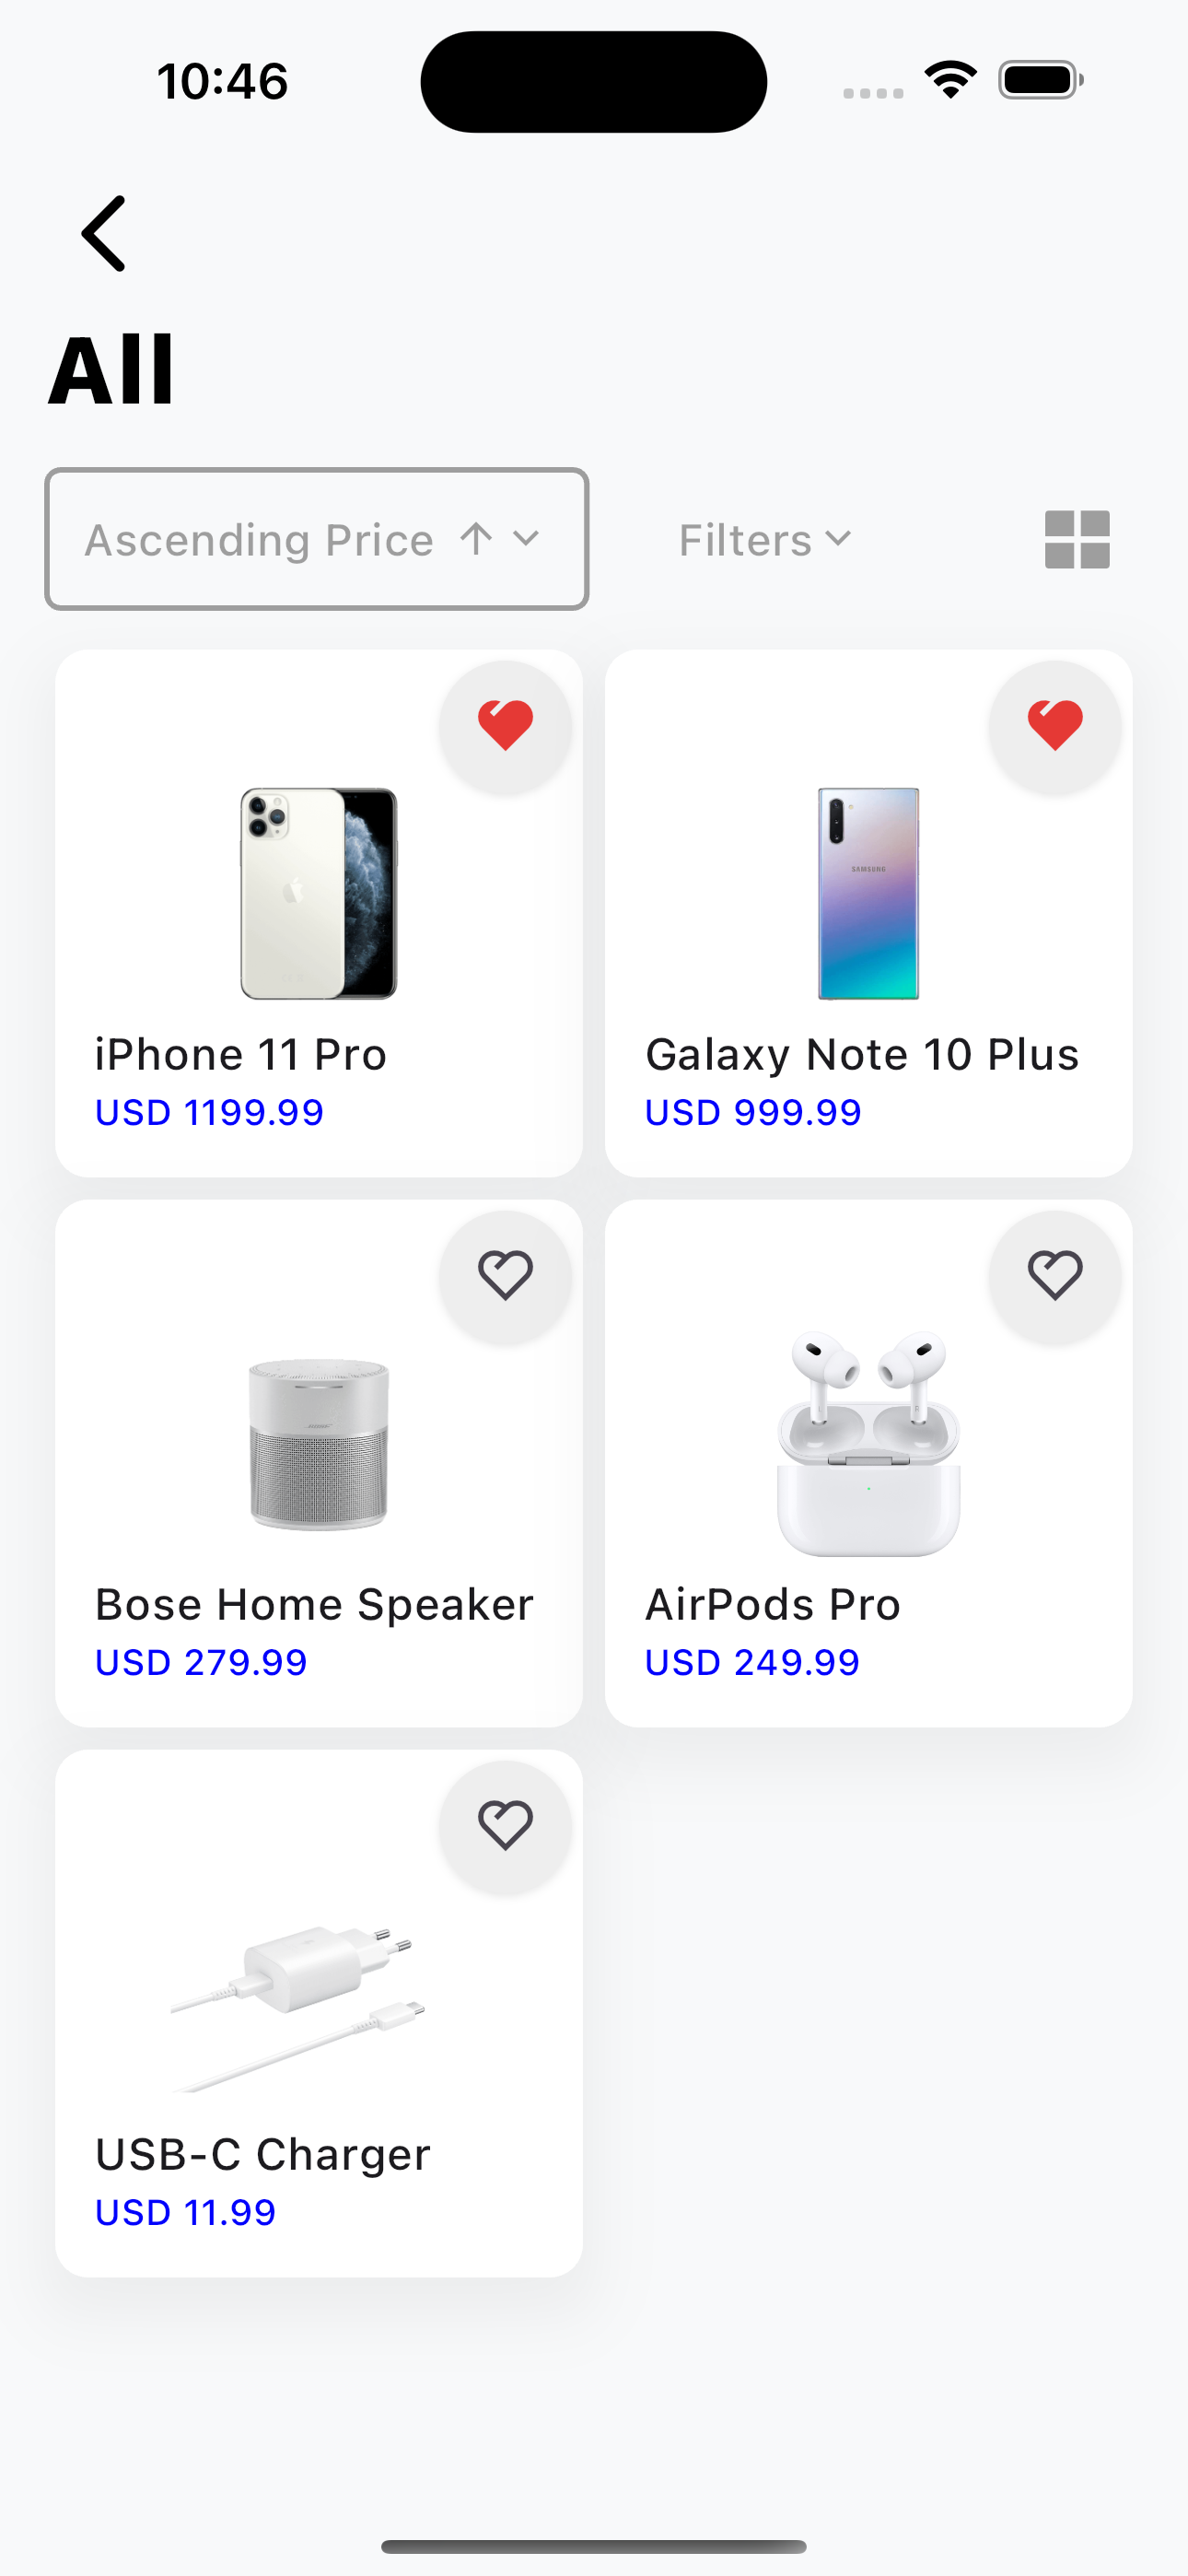 10:46
All
Ascending Price
Filters
SAMSUNG
iPhone 11 Pro
USD 1199.99
Galaxy Note 10 Plus
USD 999.99
Bose Home Speaker
USD 279.99
AirPods Pro
USD 249.99
USB-C Charger
USD 11.99